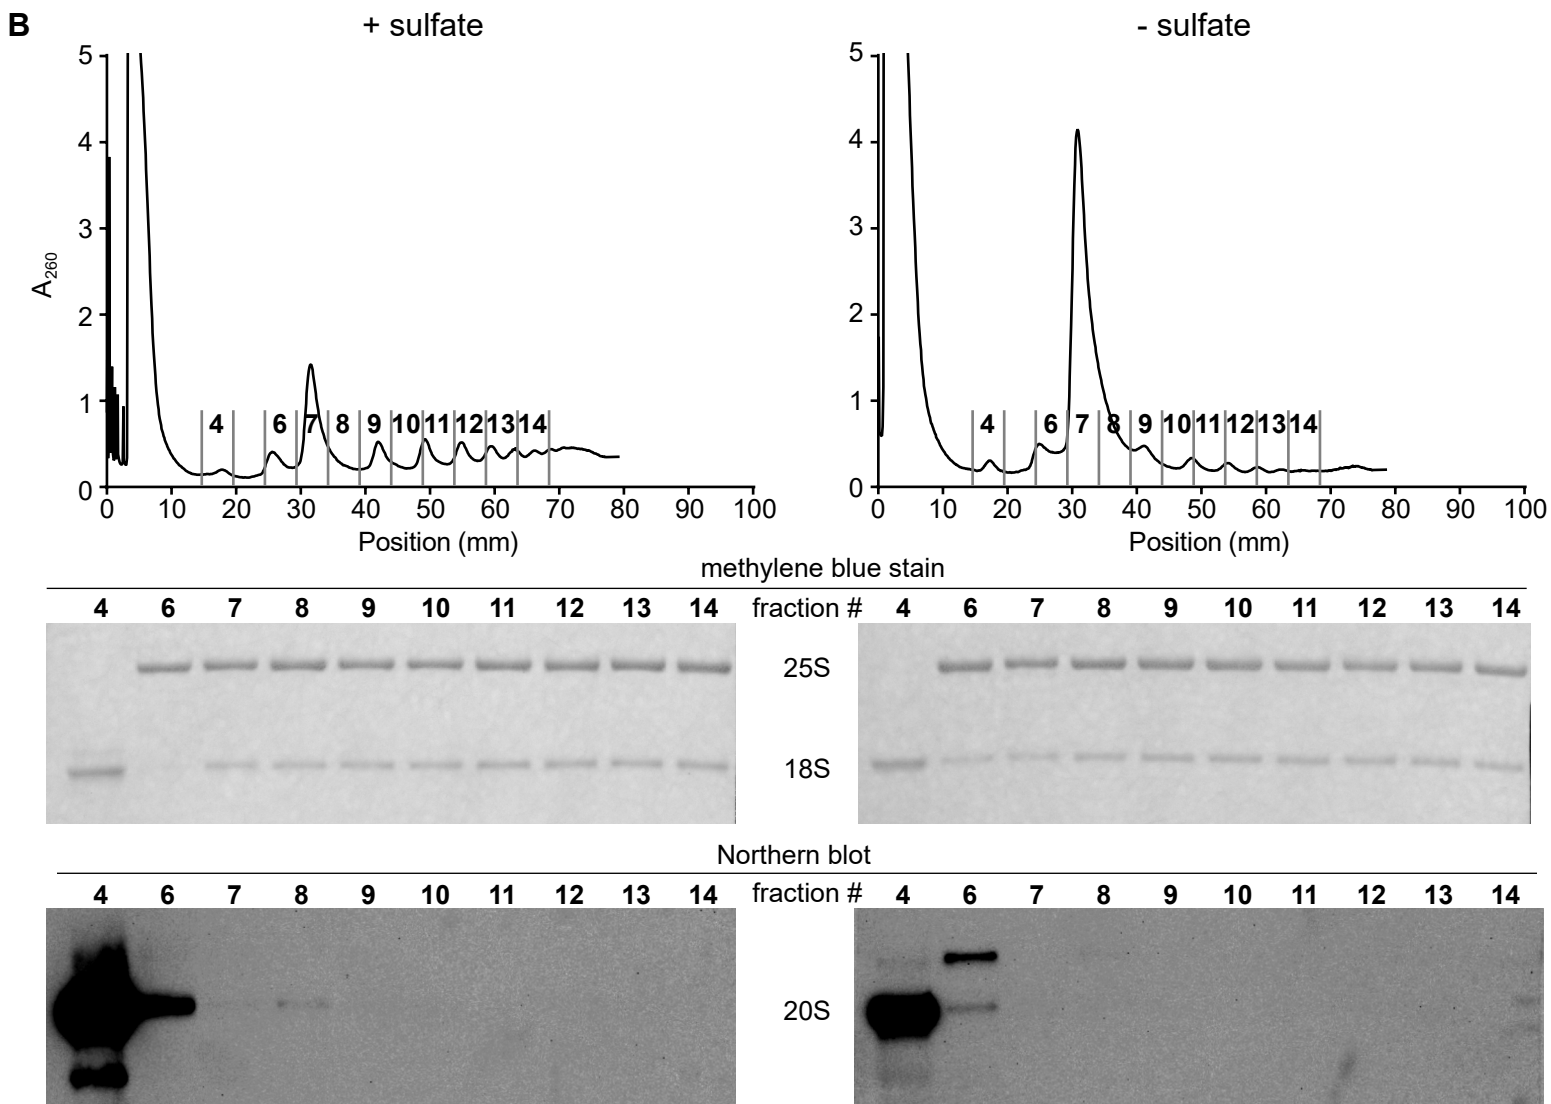 B
+ sulfate
- sulfate
A260
5
4
3
2
1
0
4 6 7 8 9 10 11 12 13 14
0 10 20 30 40 50 60 70 80 90 100
Position (mm)
5
4
3
2
1
0
4 6 7 8 9 10 11 12 13 14
0 10 20 30 40 50 60 70 80 90 100
Position (mm)
methylene blue stain
4 6 7 8 9 10 11 12 13 14 fraction # 4 6 7 8 9 10 11 12 13 14
25S
18S
Northern blot
4 6 7 8 9 10 11 12 13 14 fraction # 4 6 7 8 9 10 11 12 13 14
20S